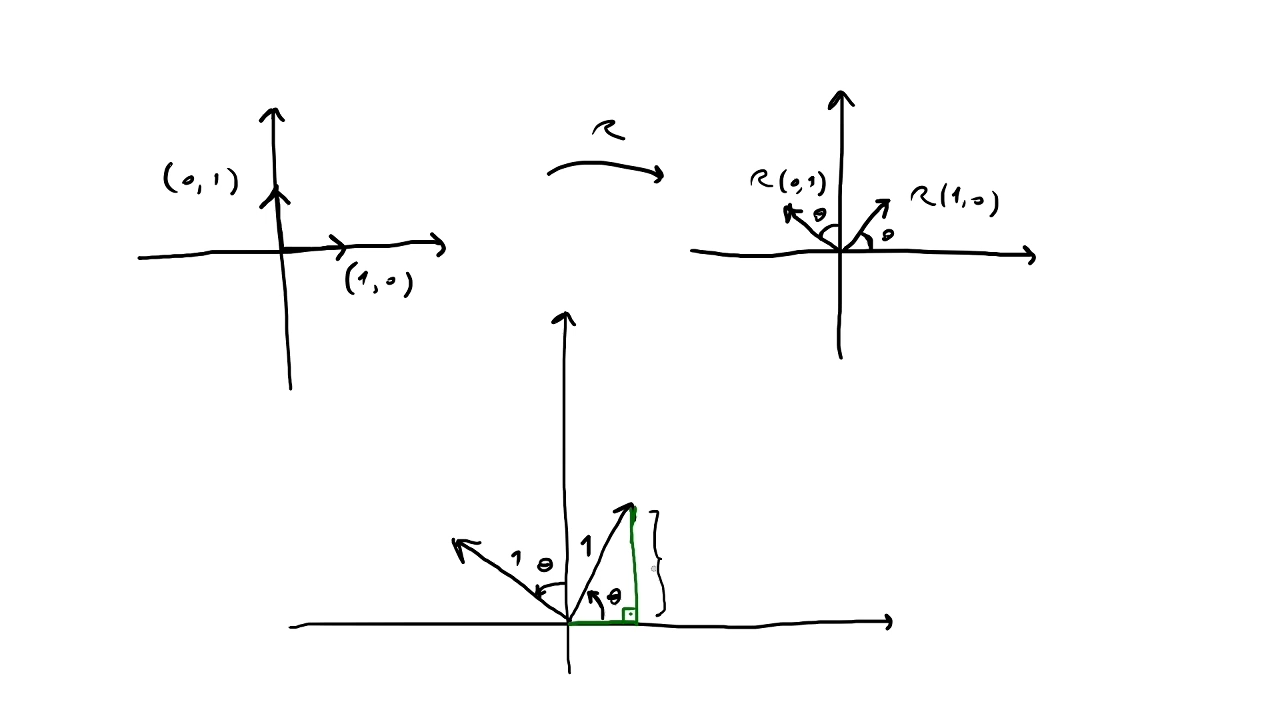 R
(0,1)
(1,0)
R(0,1)
R(1,0)
θ
θ
1
θ
1
θ